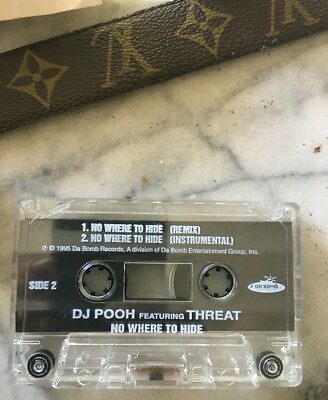 1. NO WHERE TO HIDE (REMIX)
2. NO WHERE TO HIDE (INSTRUMENTAL)
℗ © 1995 Da Bomb Records, A division of Da Bomb Entertainment Group, Inc.
SIDE 2
DA BOMB
DJ POOH FEATURING THREAT
NO WHERE TO HIDE